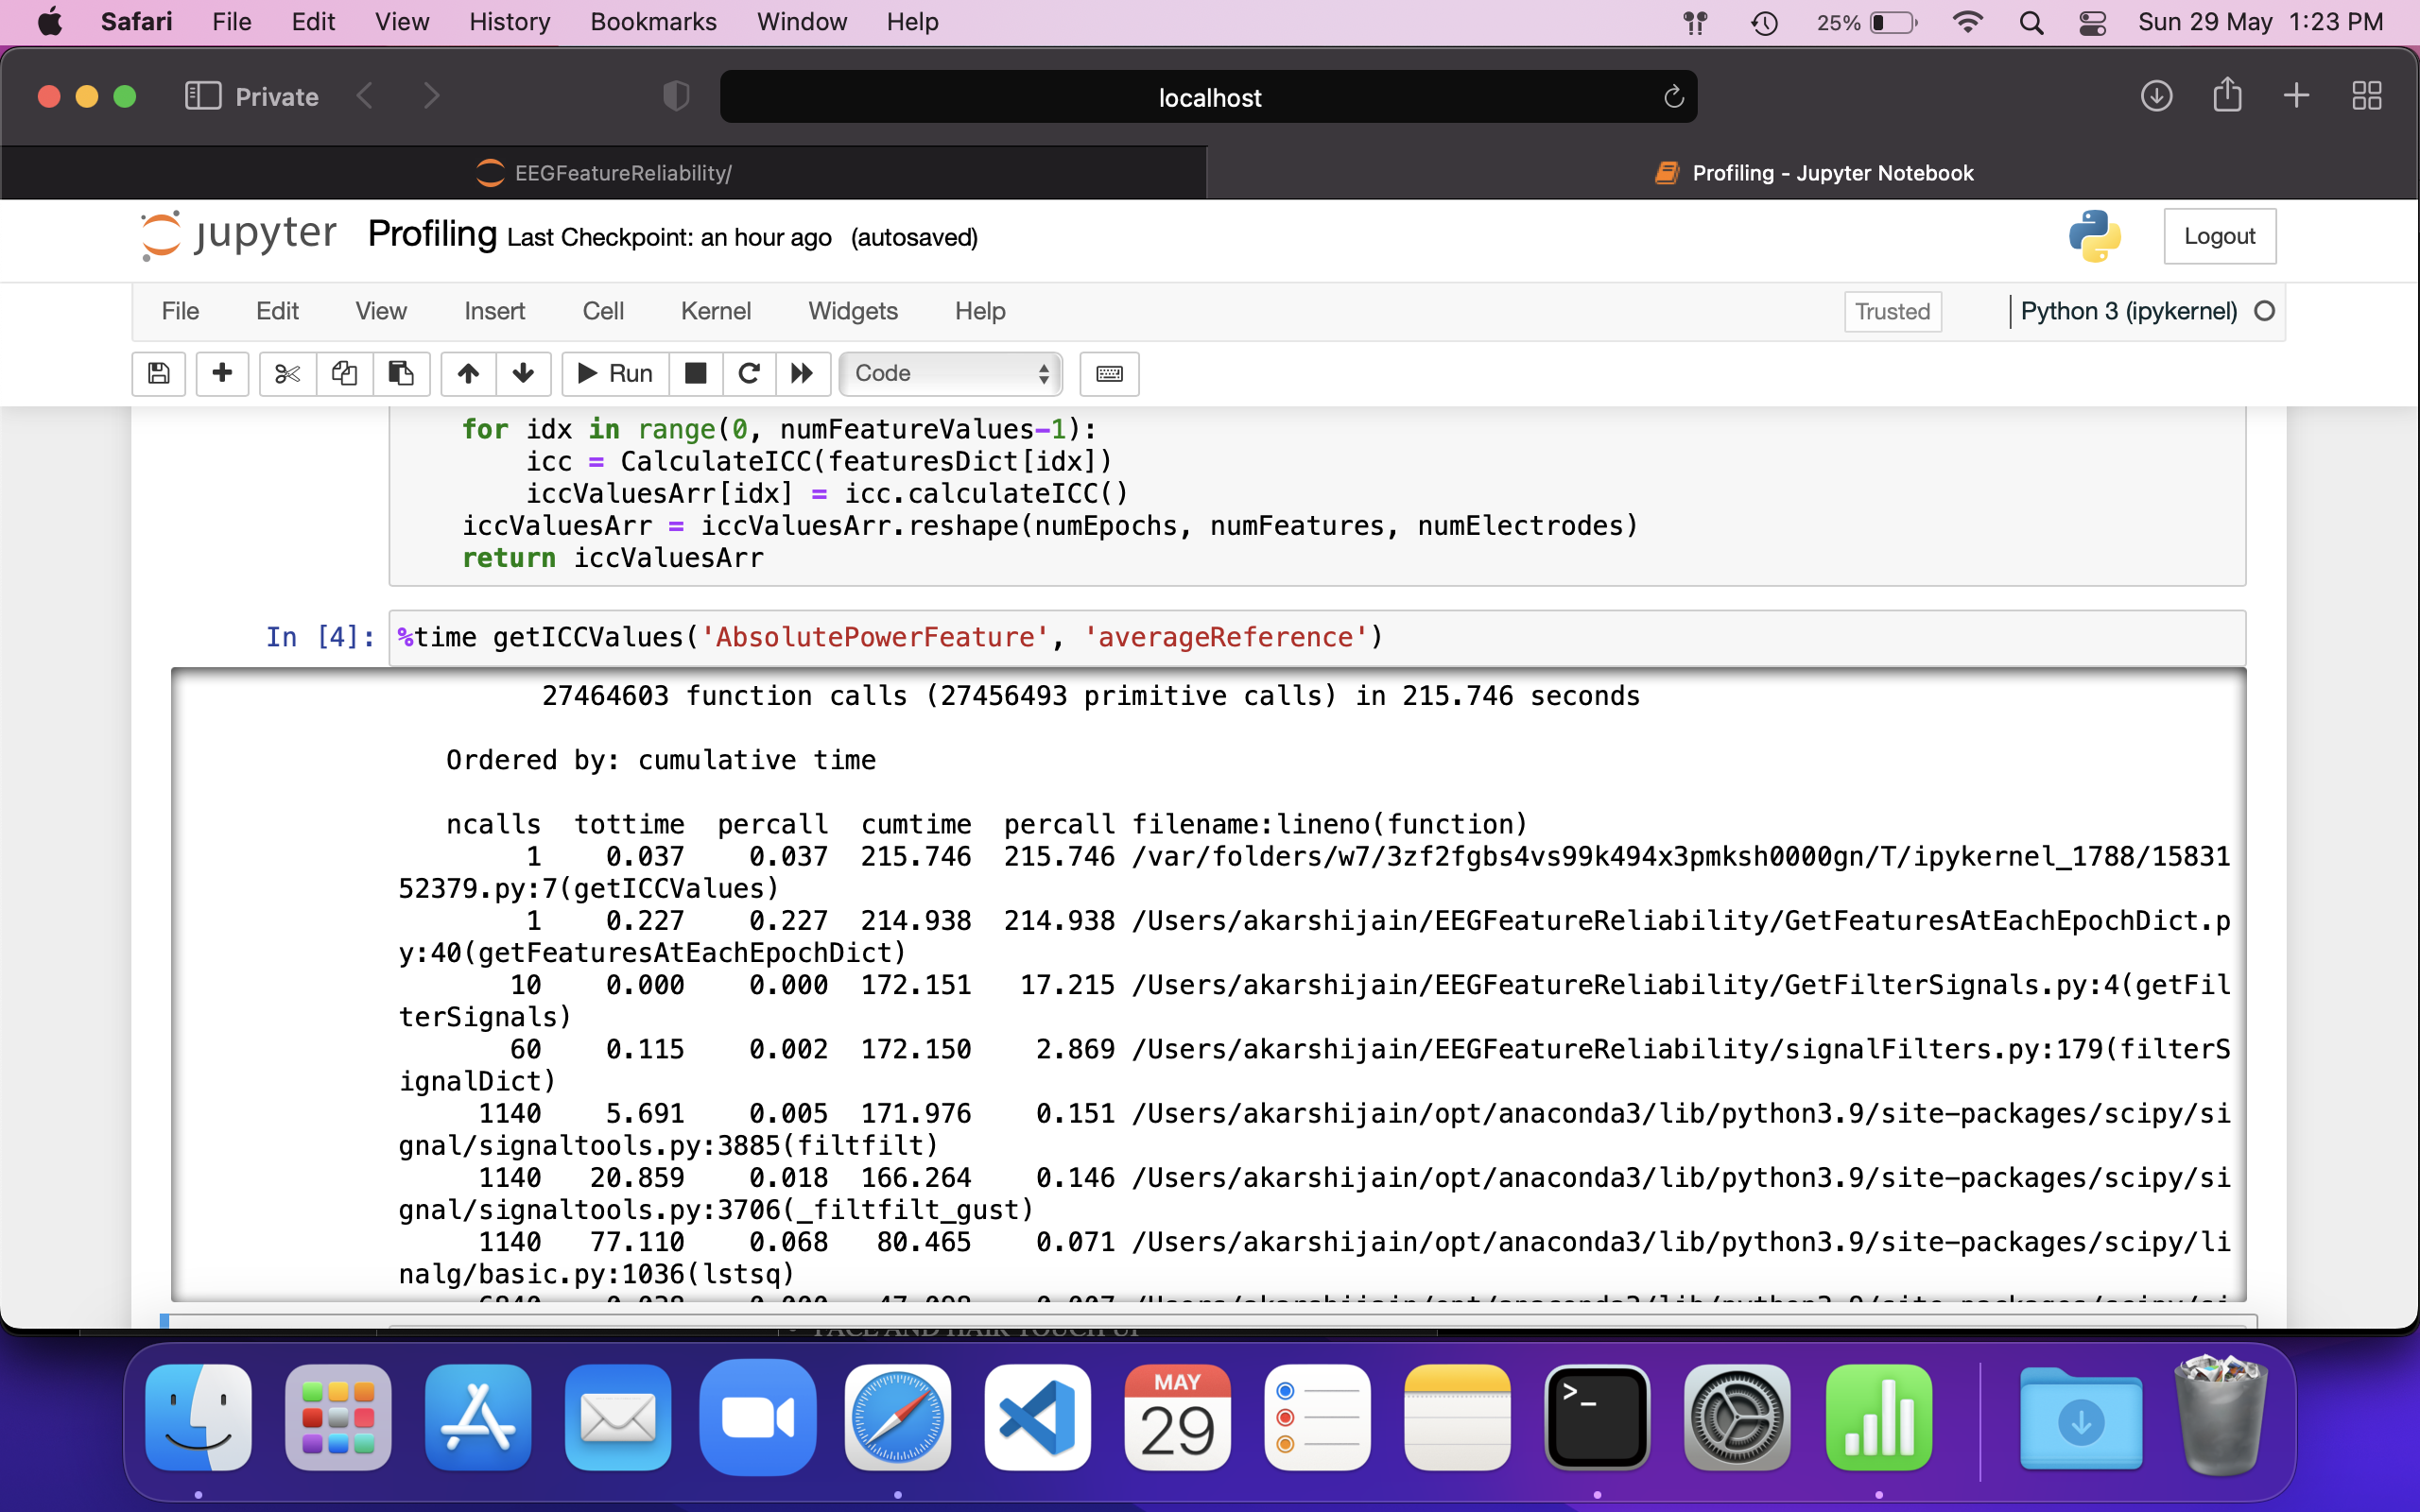 Safari File Edit View History Bookmarks Window Help 25% Sun 29 May 1:23 PM
Private localhost
EEGFeatureReliability/ Profiling - Jupyter Notebook
jupyter Profiling Last Checkpoint: an hour ago (autosaved) Logout
File Edit View Insert Cell Kernel Widgets Help Trusted Python 3 (ipykernel)
Run Code
for idx in range(0, numFeatureValues-1):
icc = CalculateICC(featuresDict[idx])
iccValuesArr[idx] = icc.calculateICC()
iccValuesArr = iccValuesArr.reshape(numEpochs, numFeatures, numElectrodes)
return iccValuesArr
In [4]: %time getICCValues('AbsolutePowerFeature', 'averageReference')
27464603 function calls (27456493 primitive calls) in 215.746 seconds
Ordered by: cumulative time
ncalls tottime percall cumtime percall filename:lineno(function)
1 0.037 0.037 215.746 215.746 /var/folders/w7/3zf2fgbs4vs99k494x3pmksh0000gn/T/ipykernel_1788/15831
52379.py:7(getICCValues)
1 0.227 0.227 214.938 214.938 /Users/akarshijain/EEGFeatureReliability/GetFeaturesAtEachEpochDict.p
y:40(getFeaturesAtEachEpochDict)
10 0.000 0.000 172.151 17.215 /Users/akarshijain/EEGFeatureReliability/GetFilterSignals.py:4(getFil
terSignals)
60 0.115 0.002 172.150 2.869 /Users/akarshijain/EEGFeatureReliability/signalFilters.py:179(filterS
ignalDict)
1140 5.691 0.005 171.976 0.151 /Users/akarshijain/opt/anaconda3/lib/python3.9/site-packages/scipy/si
gnal/signaltools.py:3885(filtfilt)
1140 20.859 0.018 166.264 0.146 /Users/akarshijain/opt/anaconda3/lib/python3.9/site-packages/scipy/si
gnal/signaltools.py:3706(_filtfilt_gust)
1140 77.110 0.068 80.465 0.071 /Users/akarshijain/opt/anaconda3/lib/python3.9/site-packages/scipy/li
nalg/basic.py:1036(lstsq)
MAY
29